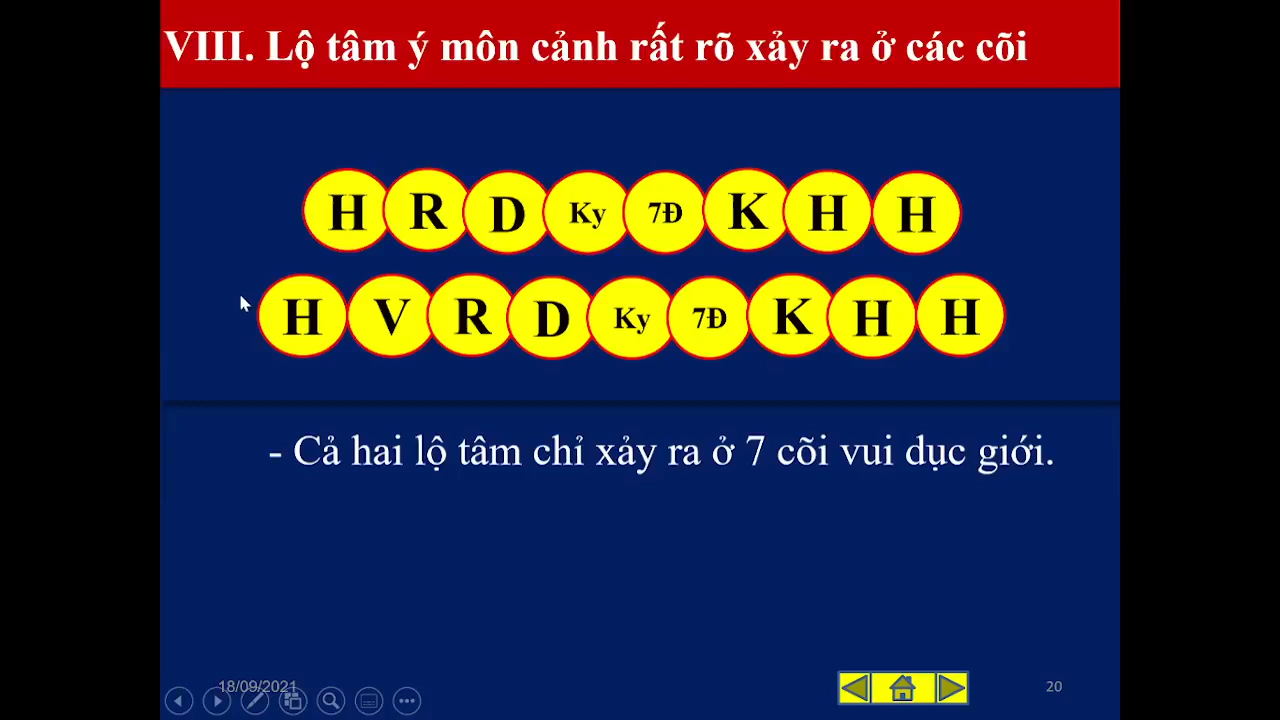 VIII. Lộ tâm ý môn cảnh rất rõ xảy ra ở các cõi
H R D Ky 7Đ K H H
H V R D Ky 7Đ K H H
- Cả hai lộ tâm chỉ xảy ra ở 7 cõi vui dục giới.
18/09/2021
20